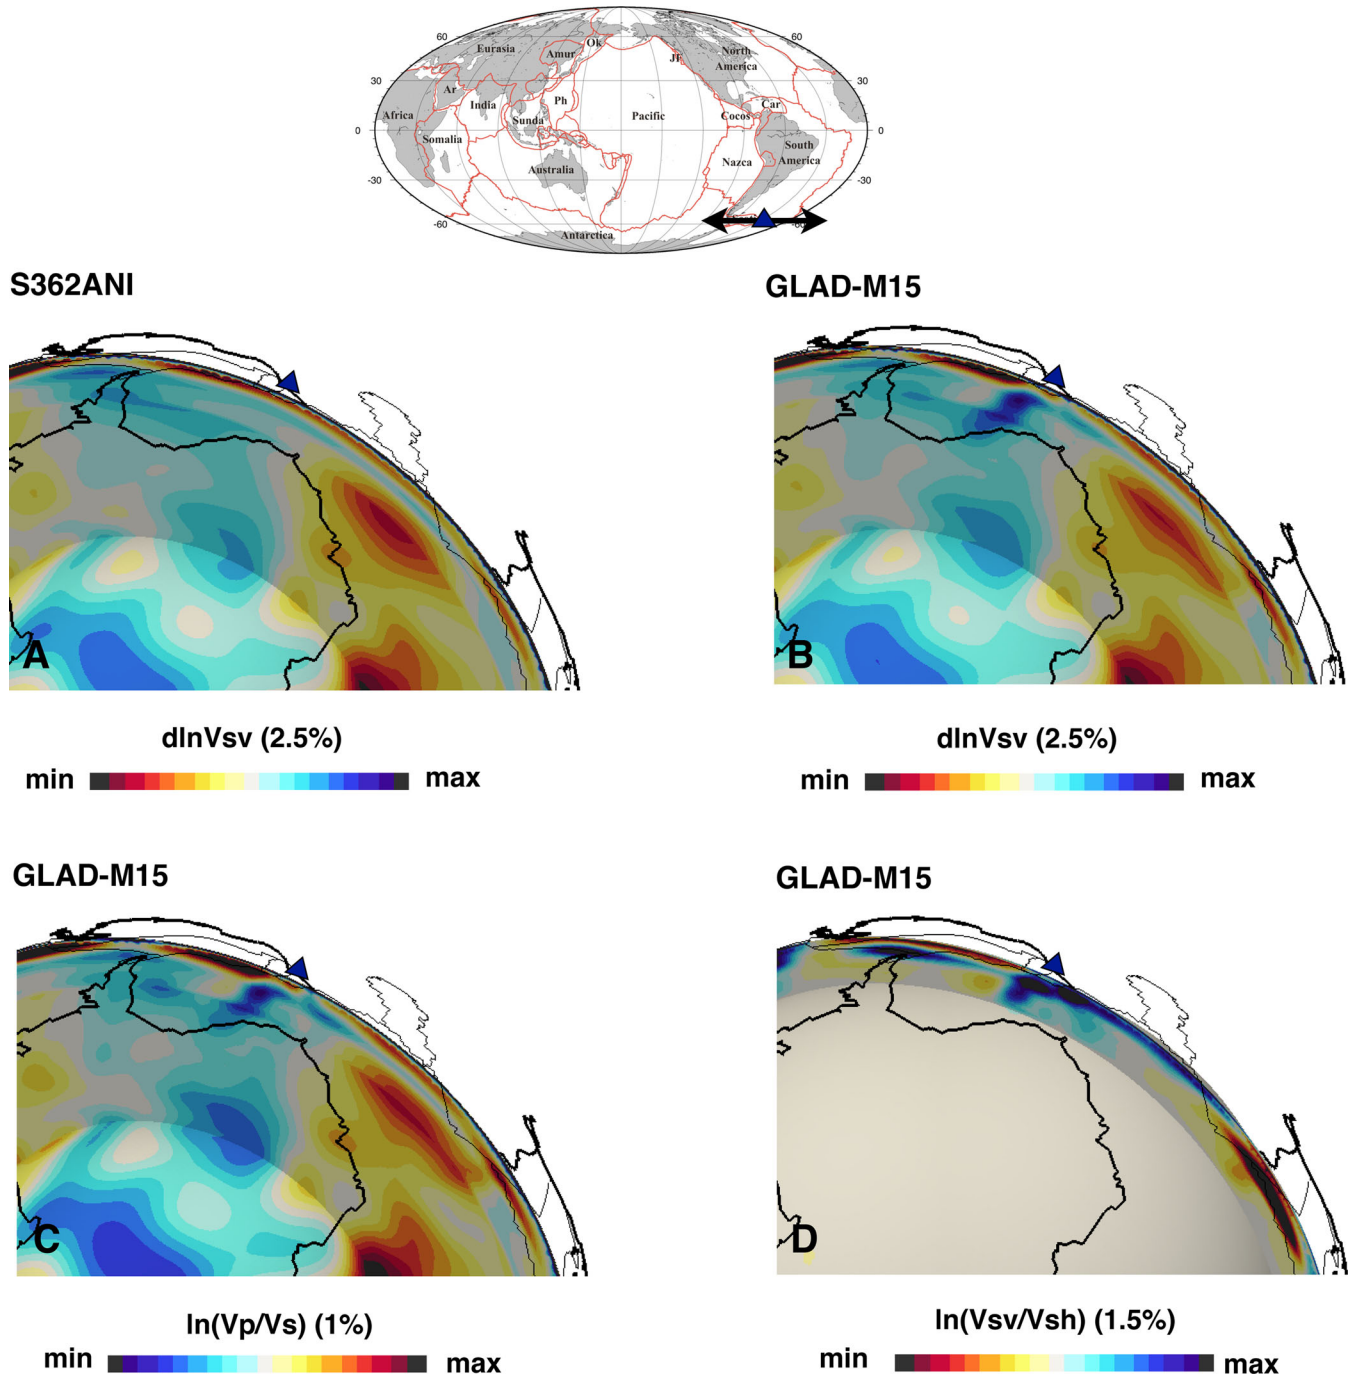 60
60
Eurasia
Ok
North
America
Amur
JF
30
30
Ar
India
Ph
Car
Africa
Sunda
Pacific
Cocos
0
0
Somalia
South
America
Nazca
Australia
-30
-30
-60
-60
Antarctica
S362ANI
GLAD-M15
A
B
dlnVsv (2.5%)
dlnVsv (2.5%)
min
max
min
max
GLAD-M15
GLAD-M15
C
D
ln(Vp/Vs) (1%)
ln(Vsv/Vsh) (1.5%)
min
max
min
max